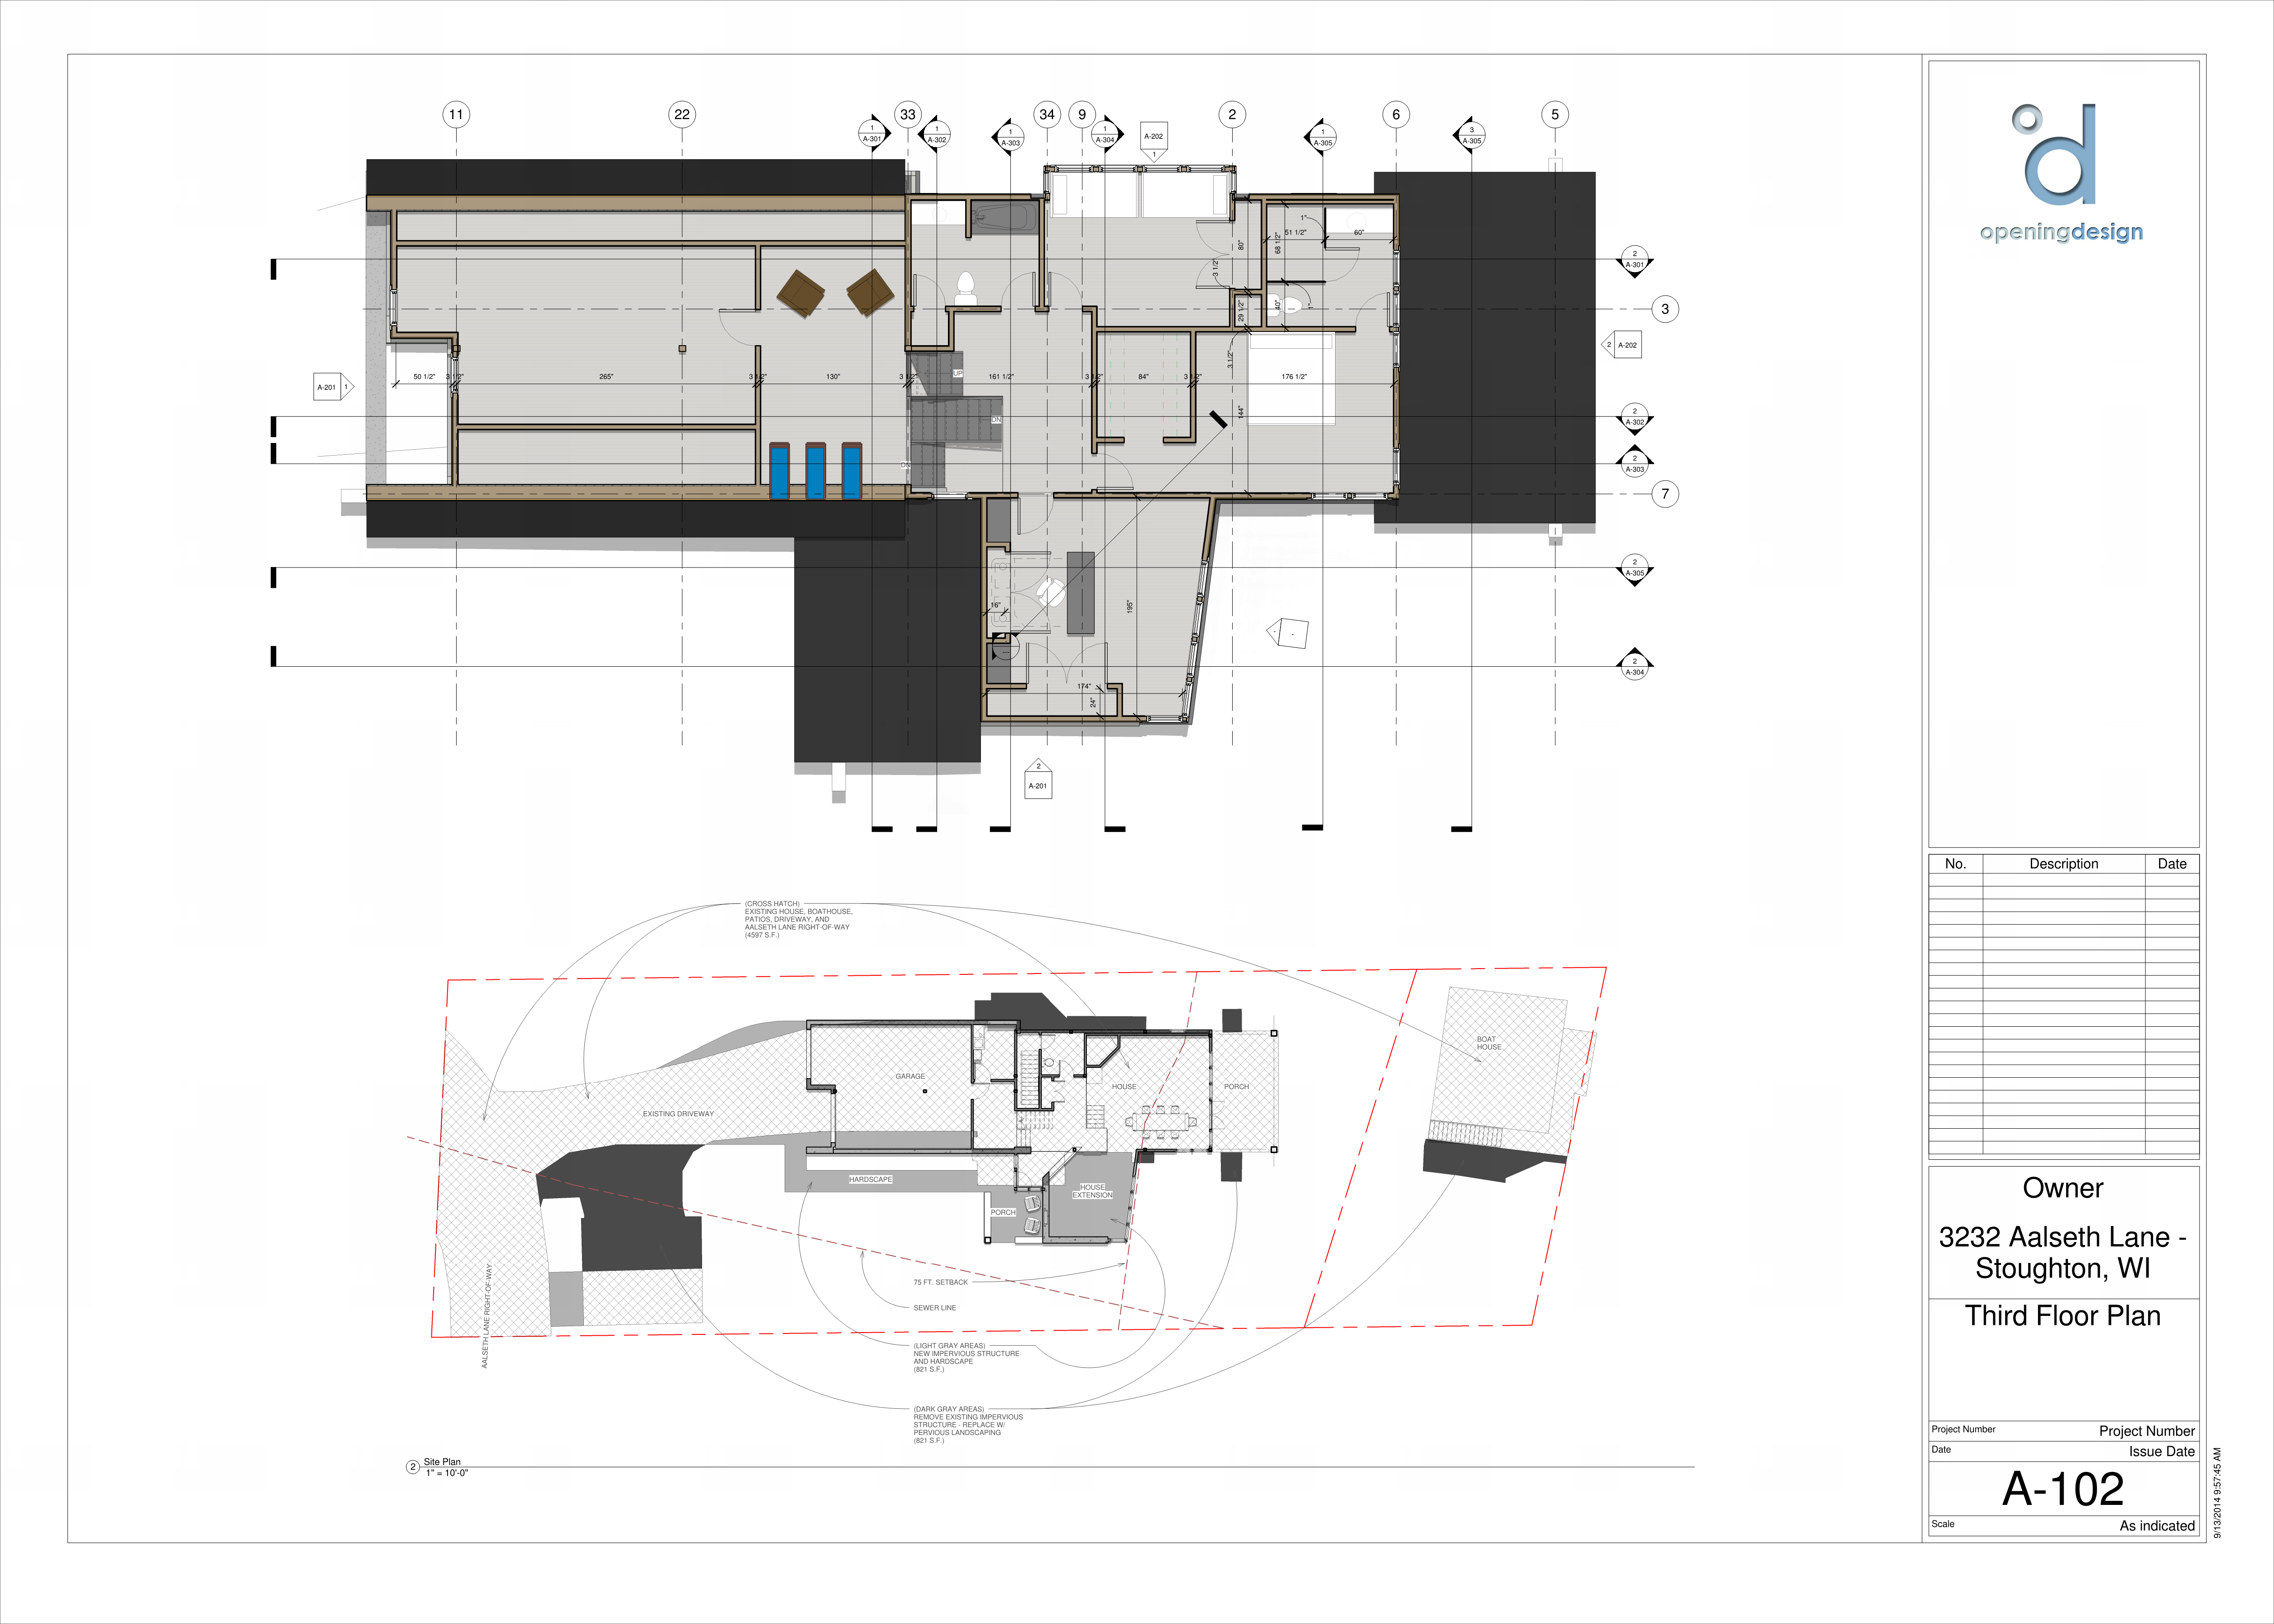 11
22
33
34
9
2
6
5
1
A-301
1
A-302
1
A-303
1
A-304
A-202
1
1
A-305
3
A-305
openingdesign
2
A-301
3
2
A-202
2
A-302
2
A-303
7
2
A-305
2
A-304
A-201
1
2
A-201
1"
51 1/2"
60"
68 1/2"
80"
3 1/2"
40"
1"
29 1/2"
3 1/2"
144"
50 1/2"
3 1/2"
265"
3 1/2"
130"
3 1/2"
161 1/2"
3 1/2"
84"
3 1/2"
176 1/2"
UP
DN
DN
16"
195"
174"
24"
(CROSS HATCH)
EXISTING HOUSE, BOATHOUSE,
PATIOS, DRIVEWAY, AND
AALSETH LANE RIGHT-OF-WAY
(4597 S.F.)
BOAT
HOUSE
GARAGE
HOUSE
PORCH
EXISTING DRIVEWAY
HARDSCAPE
HOUSE
EXTENSION
PORCH
AALSETH LANE RIGHT-OF-WAY
75 FT. SETBACK
SEWER LINE
(LIGHT GRAY AREAS)
NEW IMPERVIOUS STRUCTURE
AND HARDSCAPE
(821 S.F.)
(DARK GRAY AREAS)
REMOVE EXISTING IMPERVIOUS
STRUCTURE - REPLACE W/
PERVIOUS LANDSCAPING
(821 S.F.)
2
Site Plan
1" = 10'-0"
No. Description Date
Owner
3232 Aalseth Lane -
Stoughton, WI
Third Floor Plan
Project Number Project Number
Date Issue Date
A-102
Scale As indicated
9/13/2014 9:57:45 AM